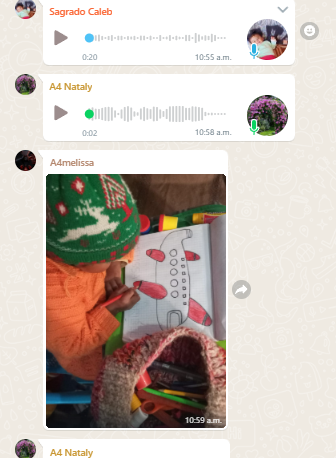 Sagrado Caleb
0:20
10:55 a.m.
A4 Nataly
0:02
10:58 a.m.
A4melissa
10:59 a.m.
A4 Nataly